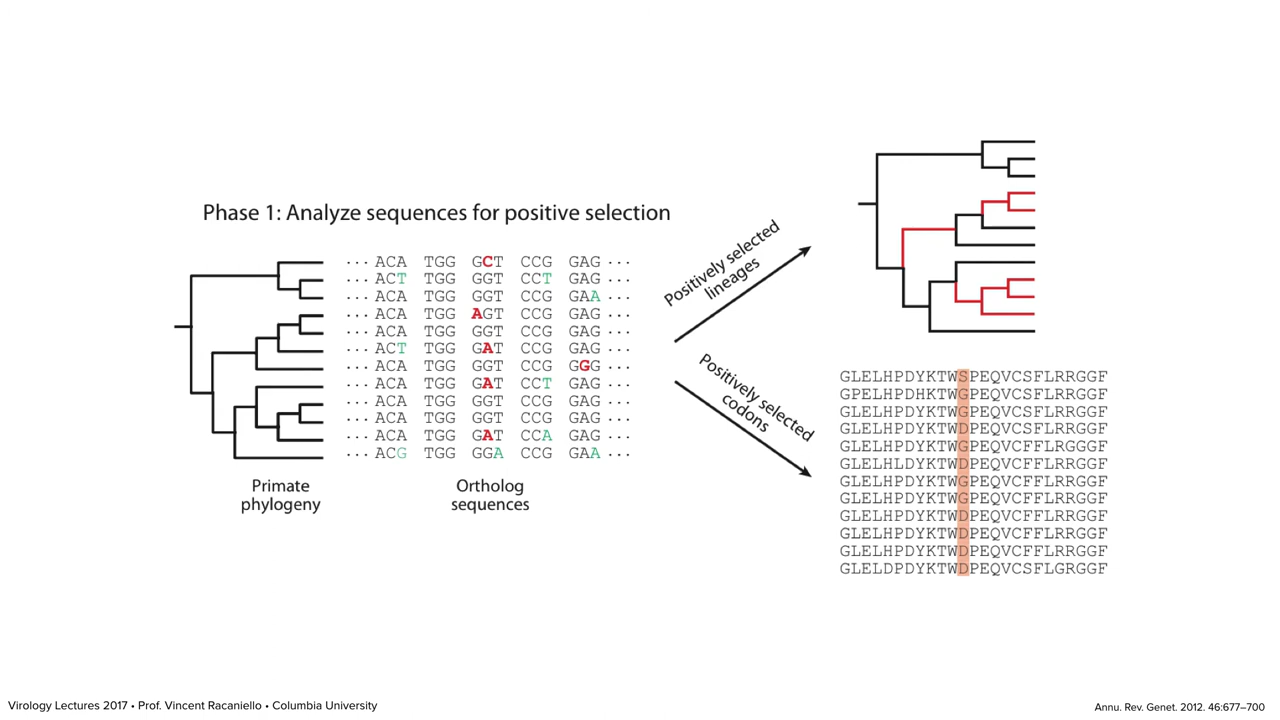 Phase 1: Analyze sequences for positive selection
··· ACA TGG GCT CCG GAG ···
··· ACT TGG GGT CCT GAG ···
··· ACA TGG GGT CCG GAA ···
··· ACA TGG AGT CCG GAG ···
··· ACA TGG GGT CCG GAG ···
··· ACT TGG GAT CCG GAG ···
··· ACA TGG GGT CCG GGG ···
··· ACA TGG GAT CCT GAG ···
··· ACA TGG GGT CCG GAG ···
··· ACA TGG GGT CCG GAG ···
··· ACA TGG GAT CCA GAG ···
··· ACG TGG GGA CCG GAA ···
Primate
phylogeny
Ortholog
sequences
Positively selected
lineages
Positively selected
codons
GLELHPDYKTWSPEQVCSFLRRGGF
GPELHPDHKTWGPEQVCSFLRRGGF
GLELHPDYKTWGPEQVCSFLRRGGF
GLELHPDYKTWDPEQVCSFLRRGGF
GLELHPDYKTWGPEQVCFFLRGGGF
GLELHLDYKTWDPEQVCFFLRRGGF
GLELHPDYKTWGPEQVCFFLRRGGF
GLELHPDYKTWGPEQVCFFLRRGGF
GLELHPDYKTWDPEQVCFFLRRGGF
GLELHPDYKTWDPEQVCFFLRRGGF
GLELHPDYKTWDPEQVCFFLRRGGF
GLELDPDYKTWDPEQVCSFLGRGGF
Virology Lectures 2017 • Prof. Vincent Racaniello • Columbia University
Annu. Rev. Genet. 2012. 46:677–700